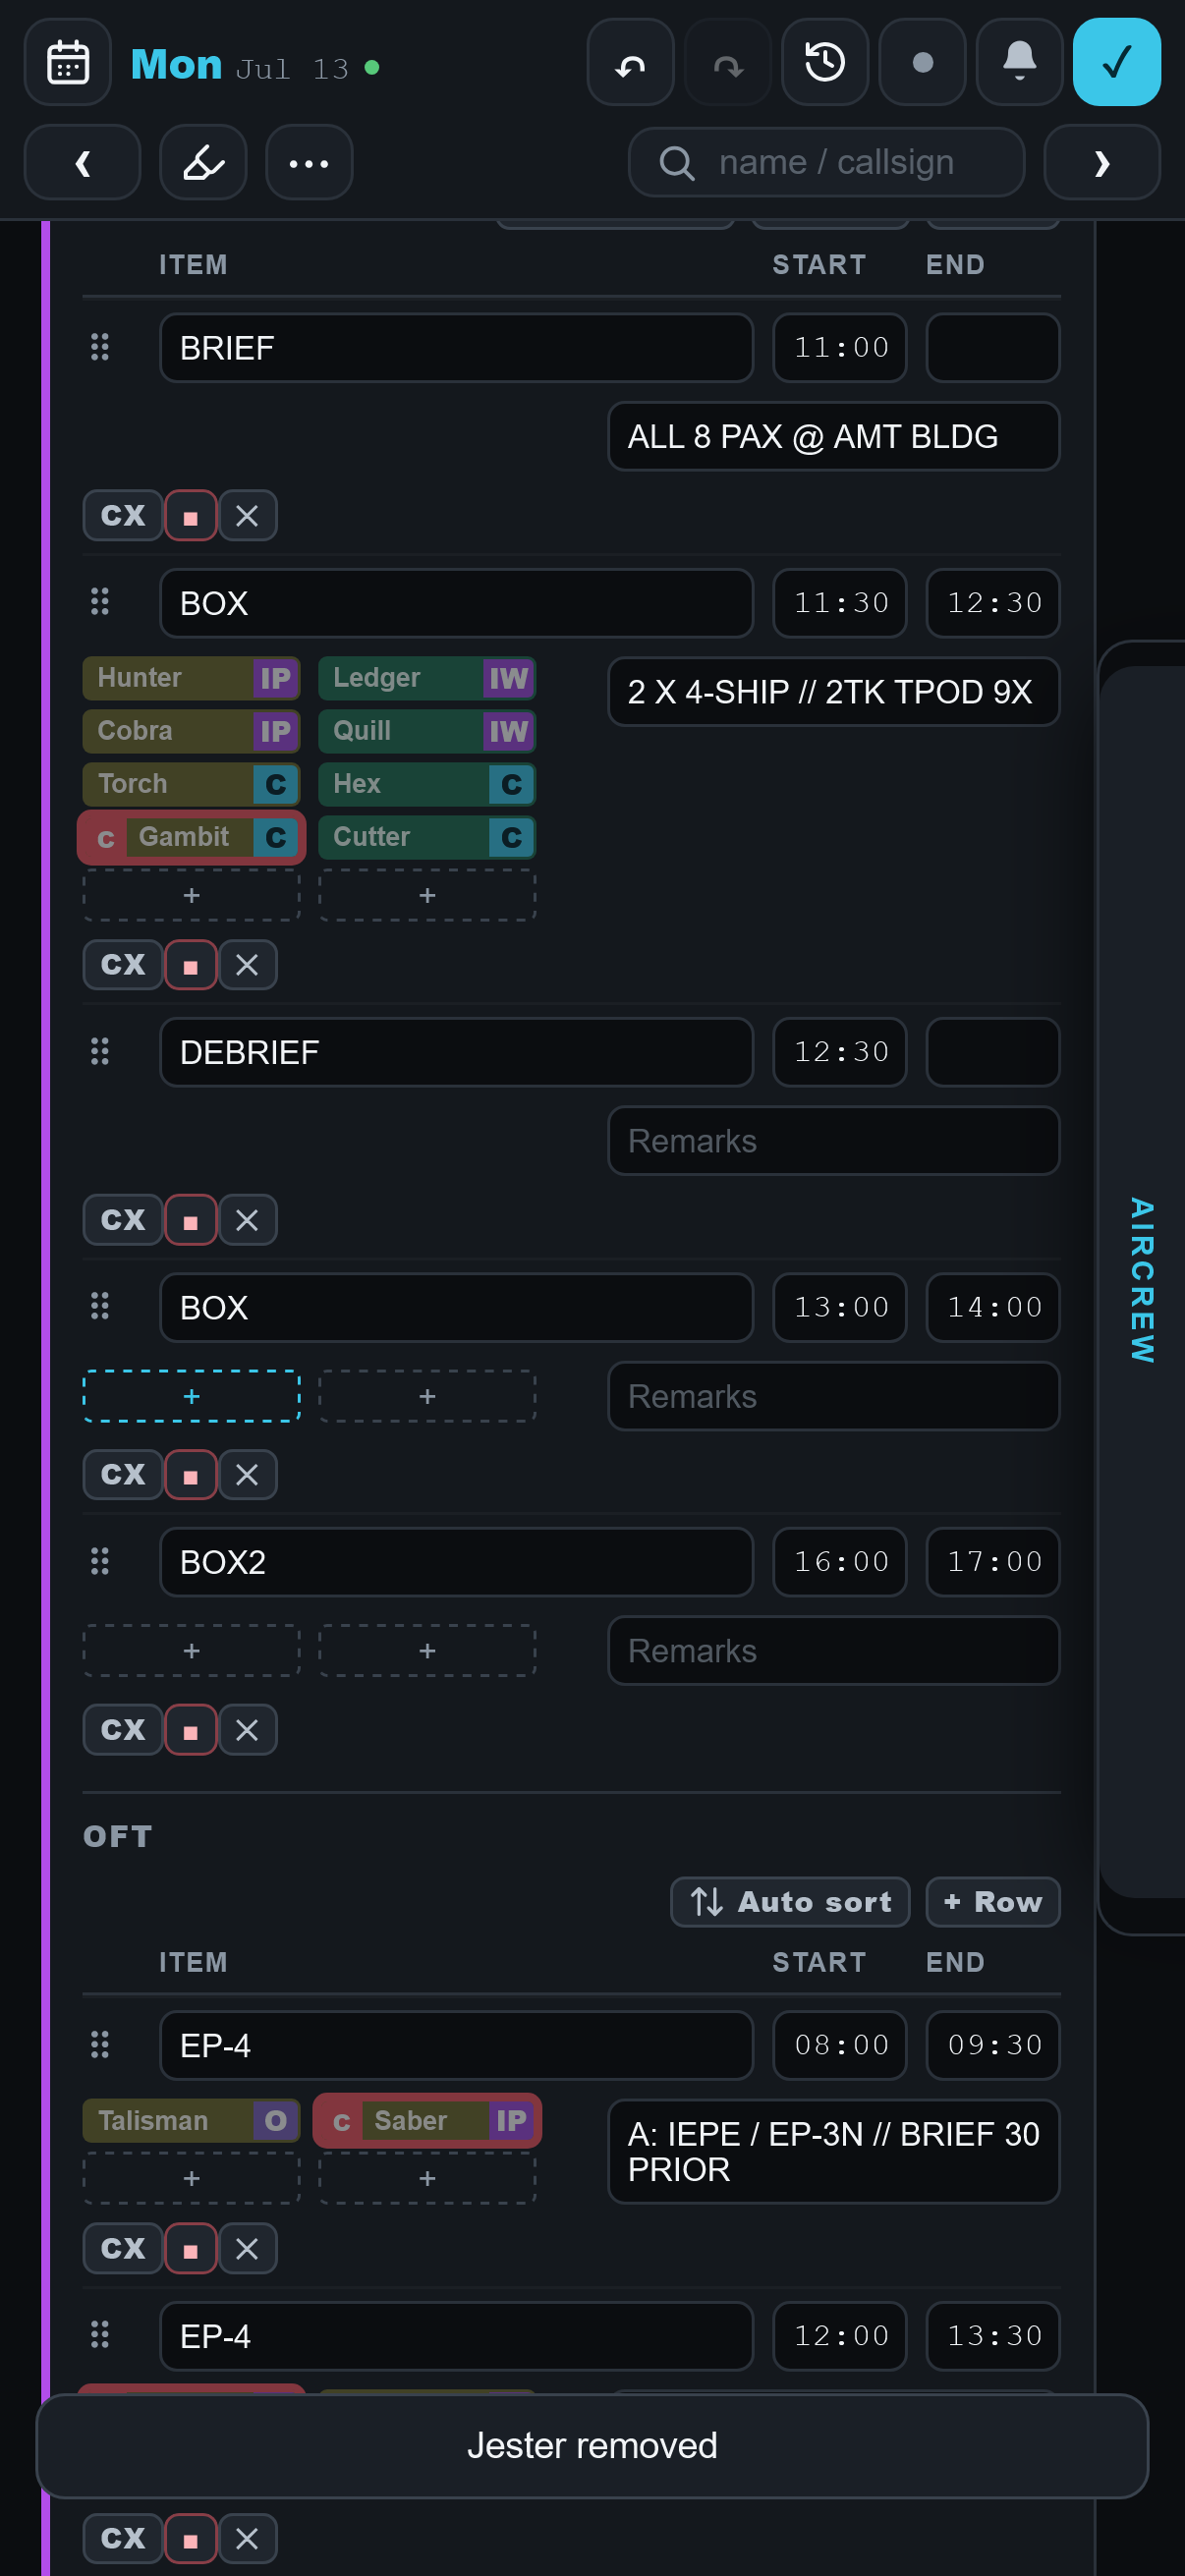 Mon Jul 13
name / callsign
ITEM START END
BRIEF 11:00
ALL 8 PAX @ AMT BLDG
CX
BOX 11:30 12:30
Hunter IP Ledger IW 2 X 4-SHIP // 2TK TPOD 9X
Cobra IP Quill IW
Torch C Hex C
c Gambit C Cutter C
+ +
CX
DEBRIEF 12:30
Remarks
CX
BOX 13:00 14:00
+ + Remarks
CX
BOX2 16:00 17:00
+ + Remarks
CX
OFT
Auto sort + Row
ITEM START END
EP-4 08:00 09:30
Talisman O c Saber IP A: IEPE / EP-3N // BRIEF 30
PRIOR
+ +
CX
EP-4 12:00 13:30
Jester removed
CX
AIRCREW